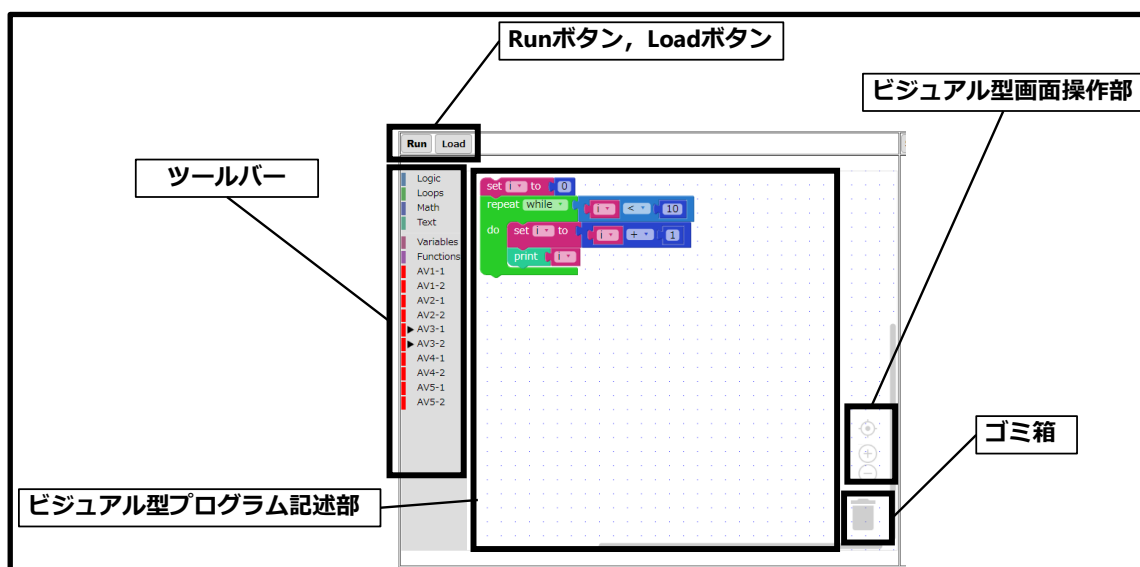 Runボタン，Loadボタン
ビジュアル型画面操作部
Run Load
ツールバー
Logic
Loops
Math
Text
Variables
Functions
AV1-1
AV1-2
AV2-1
AV2-2
AV3-1
AV3-2
AV4-1
AV4-2
AV5-1
AV5-2
set i to 0
repeat while i < 10
do set i to i + 1
print i
ゴミ箱
ビジュアル型プログラム記述部